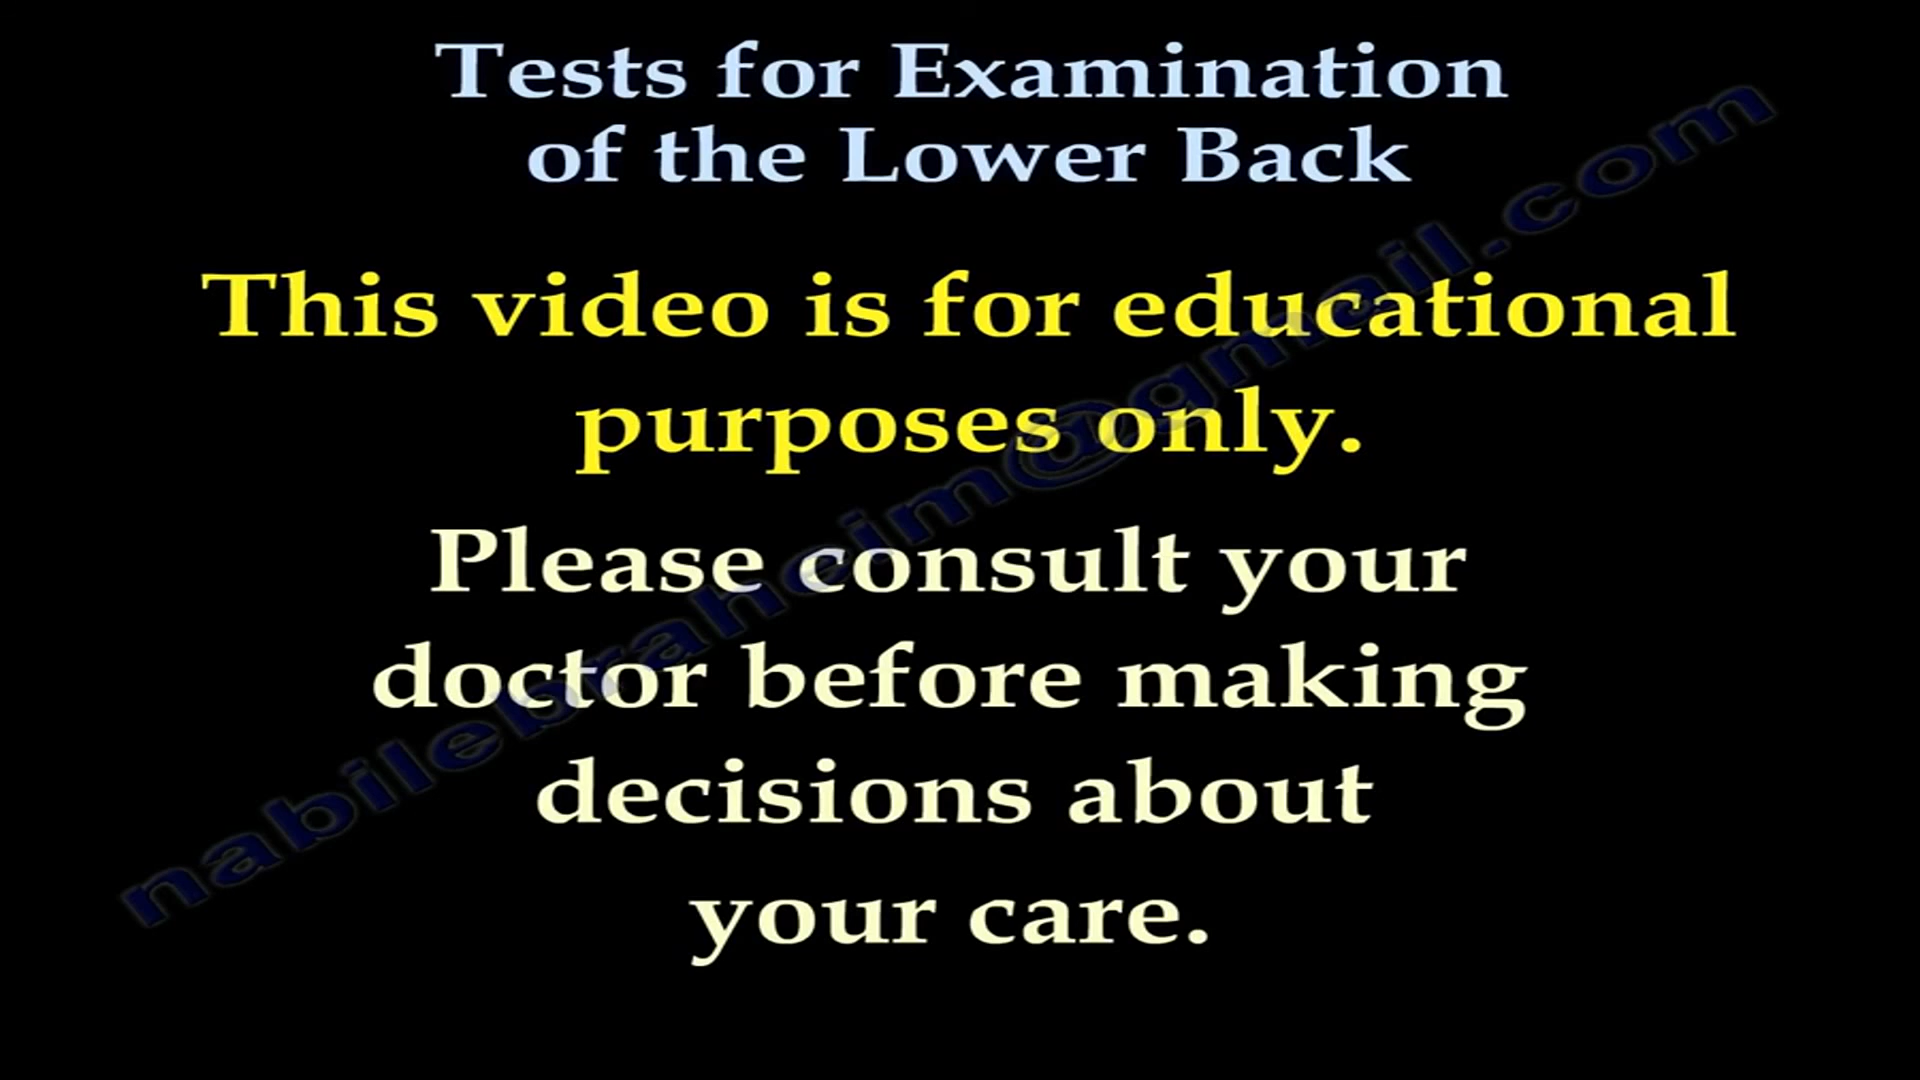 Tests for Examination
of the Lower Back
This video is for educational
purposes only.
Please consult your
doctor before making
decisions about
your care.
nabilebraheim@gmail.com